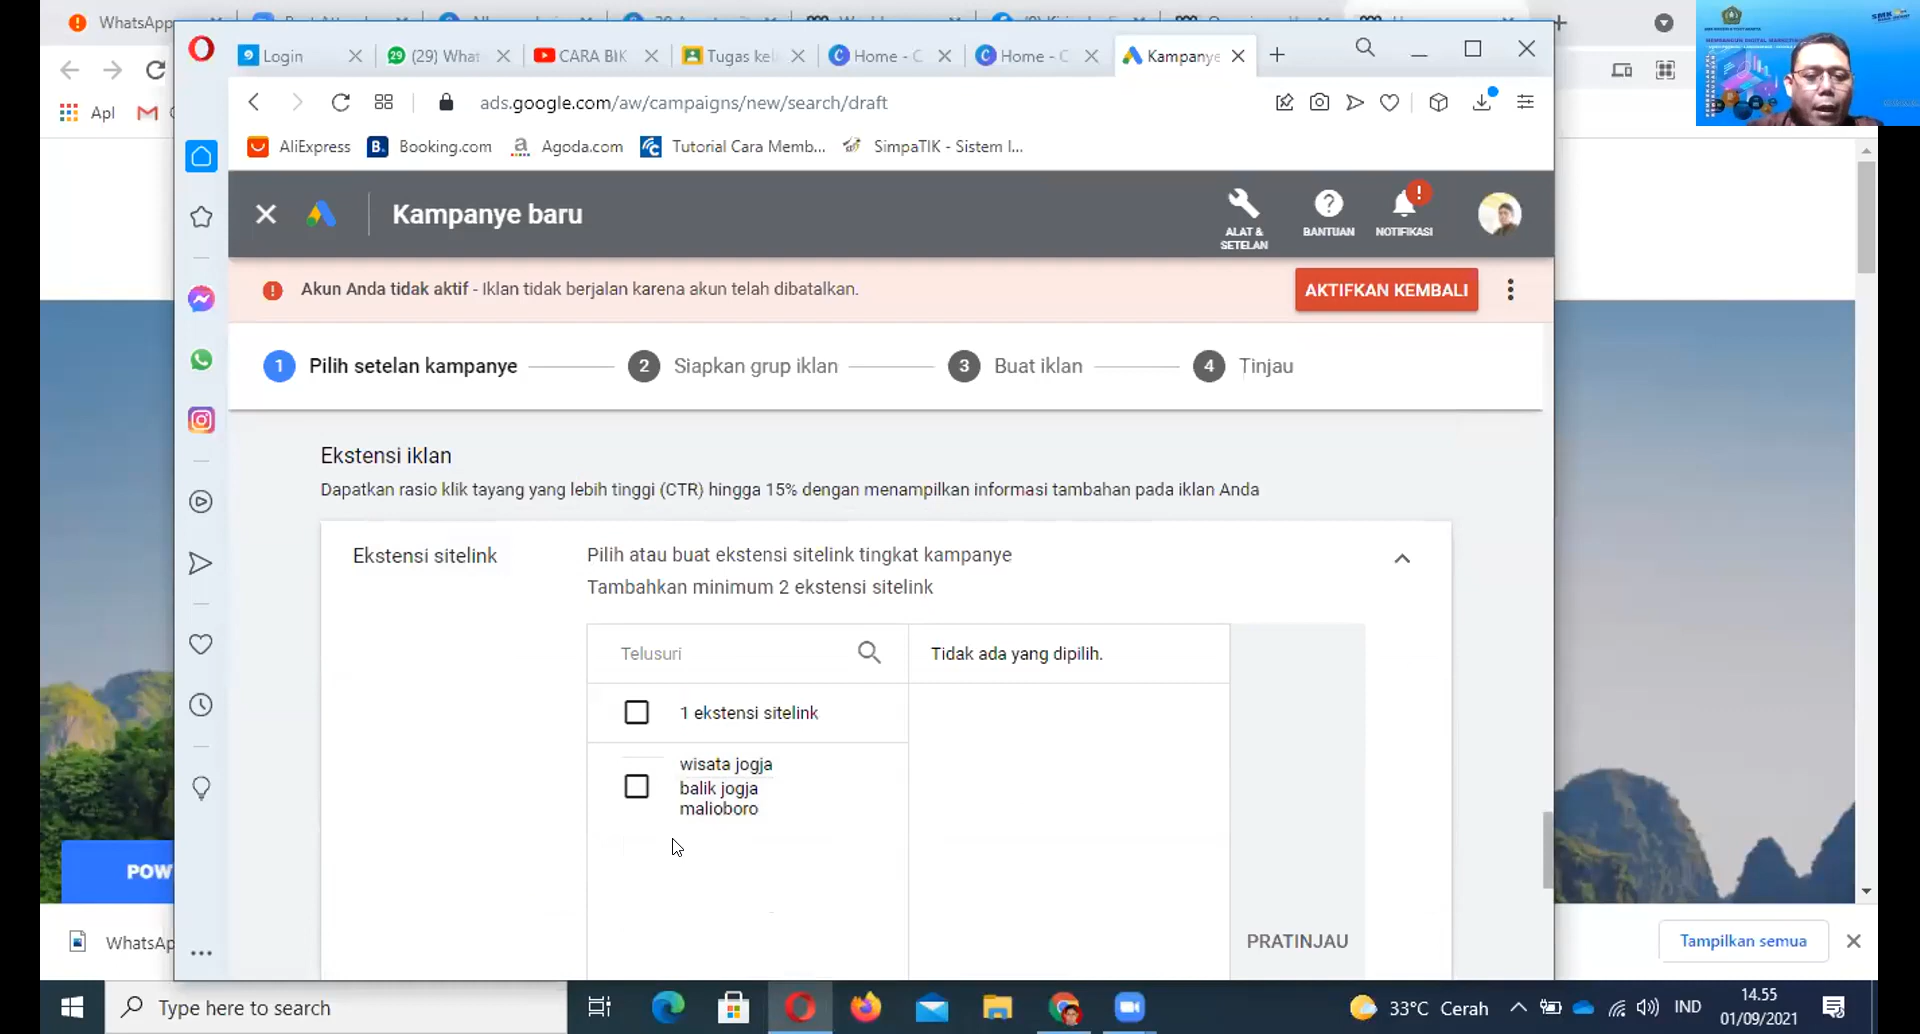 WhatsApp
Login
(29) What
CARA BIK
Tugas kel
Home - C
Home - C
Kampanye
ads.google.com/aw/campaigns/new/search/draft
Apl
AliExpress
Booking.com
Agoda.com
Tutorial Cara Memb...
SimpaTIK - Sistem I...
Kampanye baru
ALAT &
SETELAN
BANTUAN
NOTIFIKASI
Akun Anda tidak aktif - Iklan tidak berjalan karena akun telah dibatalkan.
AKTIFKAN KEMBALI
1 Pilih setelan kampanye
2 Siapkan grup iklan
3 Buat iklan
4 Tinjau
Ekstensi iklan
Dapatkan rasio klik tayang yang lebih tinggi (CTR) hingga 15% dengan menampilkan informasi tambahan pada iklan Anda
Ekstensi sitelink
Pilih atau buat ekstensi sitelink tingkat kampanye
Tambahkan minimum 2 ekstensi sitelink
Telusuri
Tidak ada yang dipilih.
1 ekstensi sitelink
wisata jogja
balik jogja
malioboro
PRATINJAU
POW
WhatsAp
Tampilkan semua
Type here to search
33°C Cerah
IND
14.55
01/09/2021